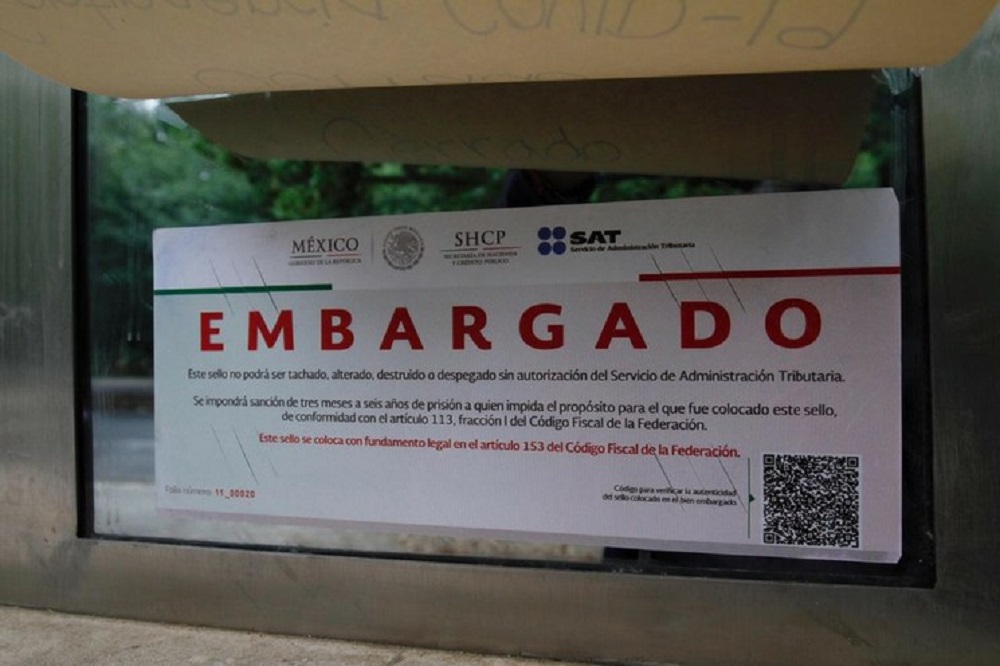 COVID-19
MÉXICO
GOBIERNO DE LA REPÚBLICA
SHCP
SECRETARÍA DE HACIENDA
Y CRÉDITO PÚBLICO
SAT
Servicio de Administración Tributaria
EMBARGADO
Este sello no podrá ser tachado, alterado, destruido o despegado sin autorización del Servicio de Administración Tributaria.
Se impondrá sanción de tres meses a seis años de prisión a quien impida el propósito para el que fue colocado este sello,
de conformidad con el artículo 113, fracción I del Código Fiscal de la Federación.
Este sello se coloca con fundamento legal en el artículo 153 del Código Fiscal de la Federación.
Folio número: 11_00020
Código para verificar la autenticidad
del sello colocado en el bien embargado.